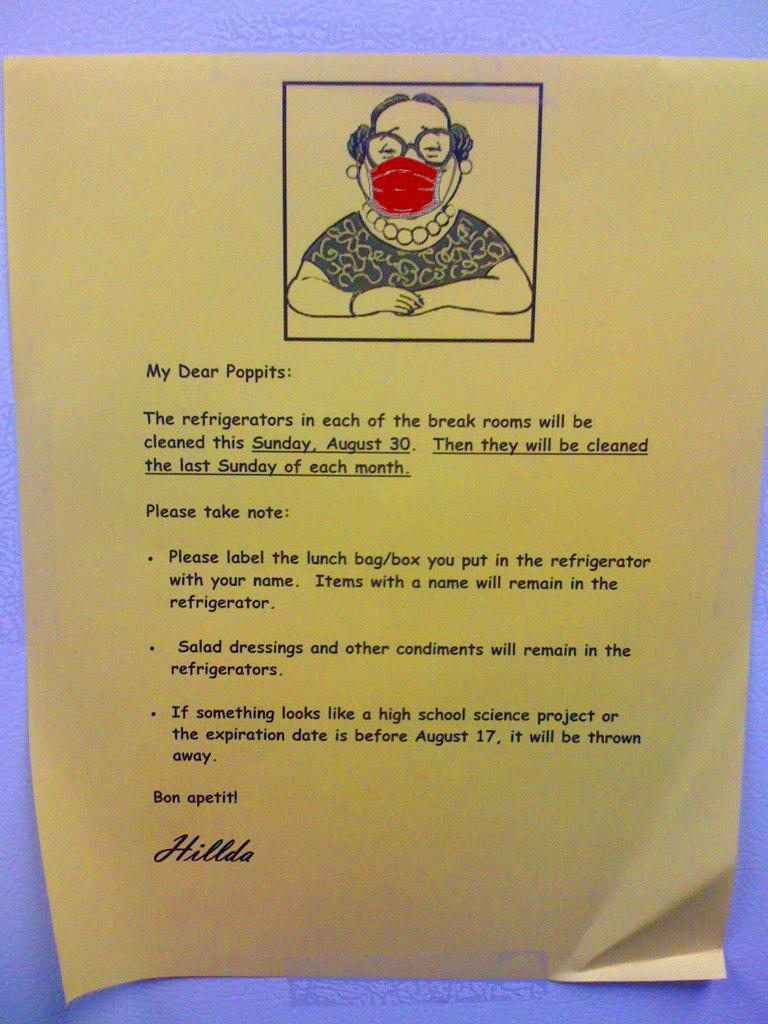 My Dear Poppits:
The refrigerators in each of the break rooms will be
cleaned this Sunday, August 30. Then they will be cleaned
the last Sunday of each month.
Please take note:
• Please label the lunch bag/box you put in the refrigerator
with your name. Items with a name will remain in the
refrigerator.
• Salad dressings and other condiments will remain in the
refrigerators.
• If something looks like a high school science project or
the expiration date is before August 17, it will be thrown
away.
Bon apetit!
Hillda